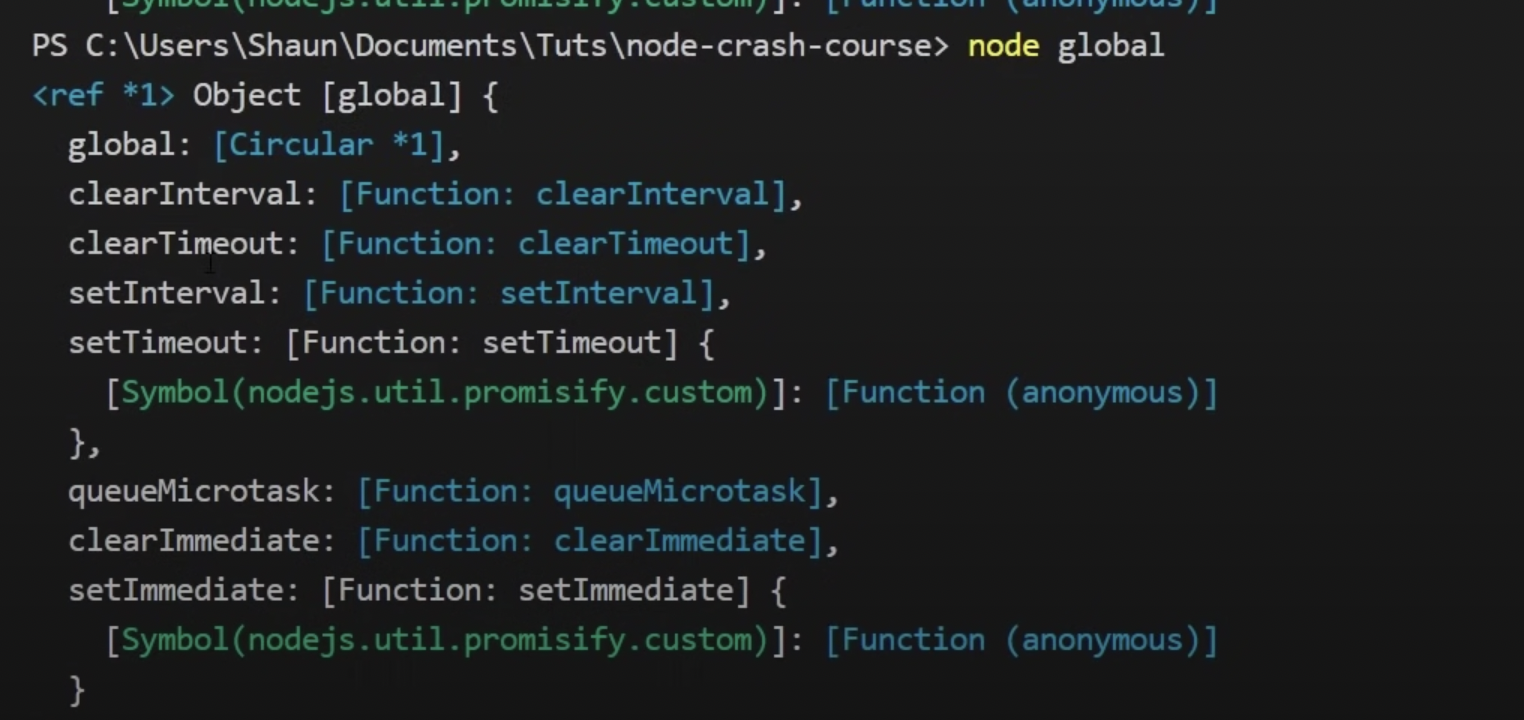 [Symbol(nodejs.util.promisify.custom)]: [Function (anonymous)]
PS C:\Users\Shaun\Documents\Tuts\node-crash-course> node global
<ref *1> Object [global] {
  global: [Circular *1],
  clearInterval: [Function: clearInterval],
  clearTimeout: [Function: clearTimeout],
  setInterval: [Function: setInterval],
  setTimeout: [Function: setTimeout] {
    [Symbol(nodejs.util.promisify.custom)]: [Function (anonymous)]
  },
  queueMicrotask: [Function: queueMicrotask],
  clearImmediate: [Function: clearImmediate],
  setImmediate: [Function: setImmediate] {
    [Symbol(nodejs.util.promisify.custom)]: [Function (anonymous)]
  }